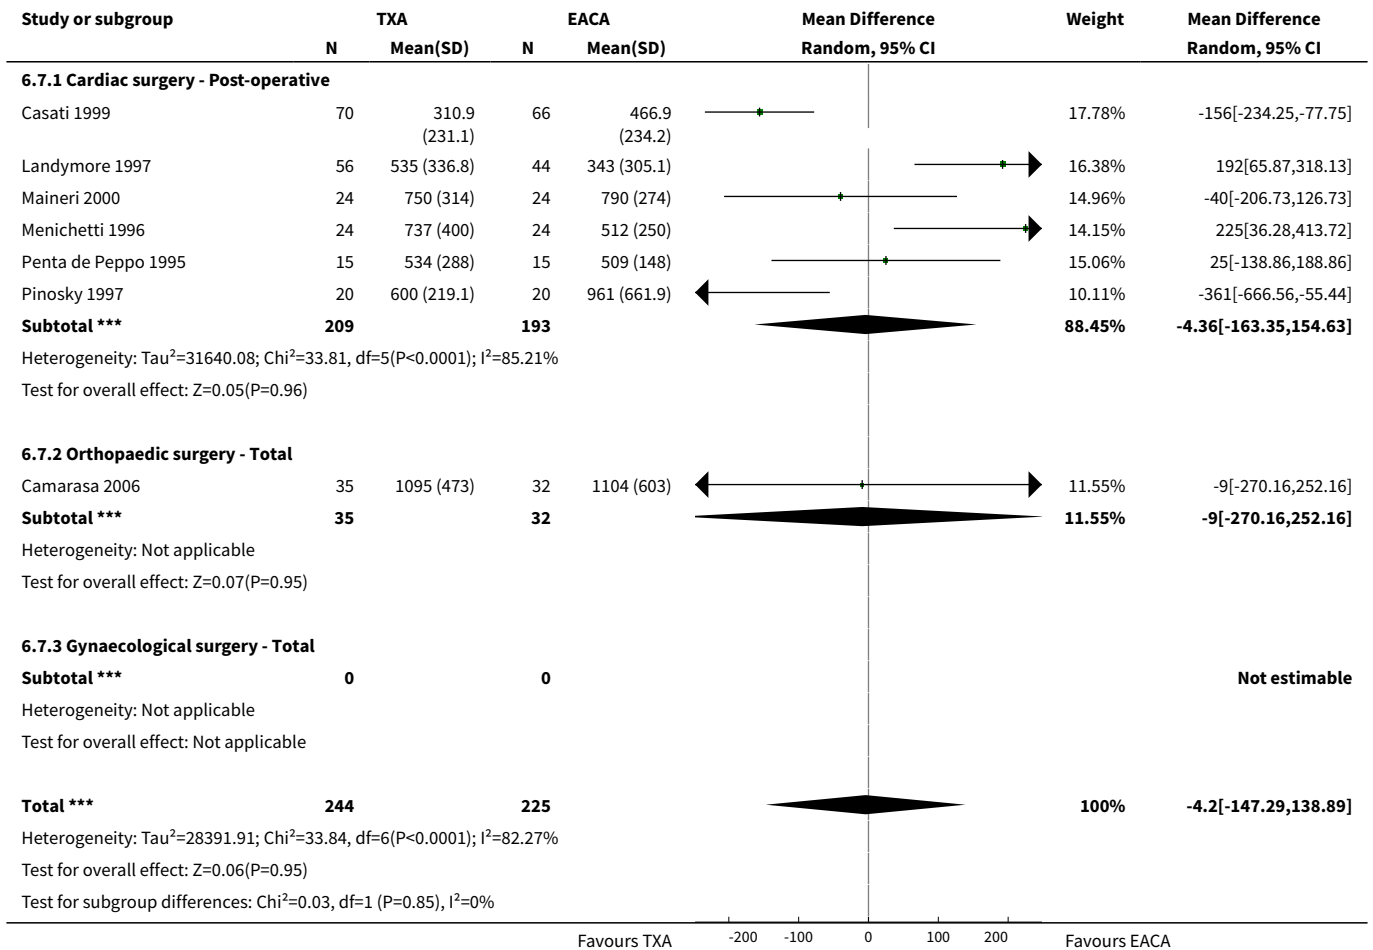 Study or subgroup TXA EACA Mean Difference Weight Mean Difference
N Mean(SD) N Mean(SD) Random, 95% CI Random, 95% CI
6.7.1 Cardiac surgery - Post-operative
Casati 1999 70 310.9 66 466.9 17.78% -156[-234.25,-77.75]
(231.1) (234.2)
Landymore 1997 56 535 (336.8) 44 343 (305.1) 16.38% 192[65.87,318.13]
Maineri 2000 24 750 (314) 24 790 (274) 14.96% -40[-206.73,126.73]
Menichetti 1996 24 737 (400) 24 512 (250) 14.15% 225[36.28,413.72]
Penta de Peppo 1995 15 534 (288) 15 509 (148) 15.06% 25[-138.86,188.86]
Pinosky 1997 20 600 (219.1) 20 961 (661.9) 10.11% -361[-666.56,-55.44]
Subtotal *** 209 193 88.45% -4.36[-163.35,154.63]
Heterogeneity: Tau²=31640.08; Chi²=33.81, df=5(P<0.0001); I²=85.21%
Test for overall effect: Z=0.05(P=0.96)
6.7.2 Orthopaedic surgery - Total
Camarasa 2006 35 1095 (473) 32 1104 (603) 11.55% -9[-270.16,252.16]
Subtotal *** 35 32 11.55% -9[-270.16,252.16]
Heterogeneity: Not applicable
Test for overall effect: Z=0.07(P=0.95)
6.7.3 Gynaecological surgery - Total
Subtotal *** 0 0 Not estimable
Heterogeneity: Not applicable
Test for overall effect: Not applicable
Total *** 244 225 100% -4.2[-147.29,138.89]
Heterogeneity: Tau²=28391.91; Chi²=33.84, df=6(P<0.0001); I²=82.27%
Test for overall effect: Z=0.06(P=0.95)
Test for subgroup differences: Chi²=0.03, df=1 (P=0.85), I²=0%
Favours TXA -200 -100 0 100 200 Favours EACA